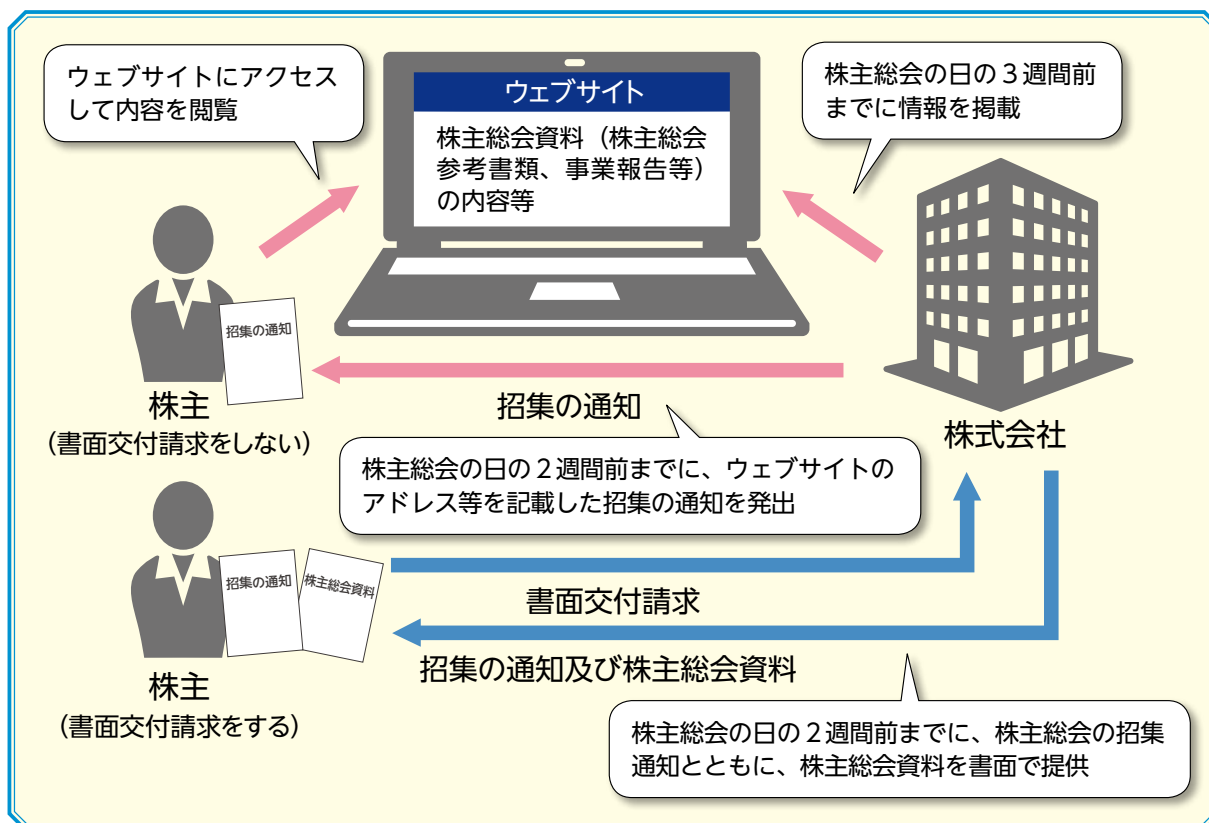 ウェブサイトにアクセス
して内容を閲覧
ウェブサイト
株主総会資料（株主総会
参考書類、事業報告等）
の内容等
株主総会の日の３週間前
までに情報を掲載
招集の通知
株主
（書面交付請求をしない）
招集の通知
株式会社
株主総会の日の２週間前までに、ウェブサイトの
アドレス等を記載した招集の通知を発出
招集の通知
株主総会資料
書面交付請求
招集の通知及び株主総会資料
株主
（書面交付請求をする）
株主総会の日の２週間前までに、株主総会の招集
通知とともに、株主総会資料を書面で提供